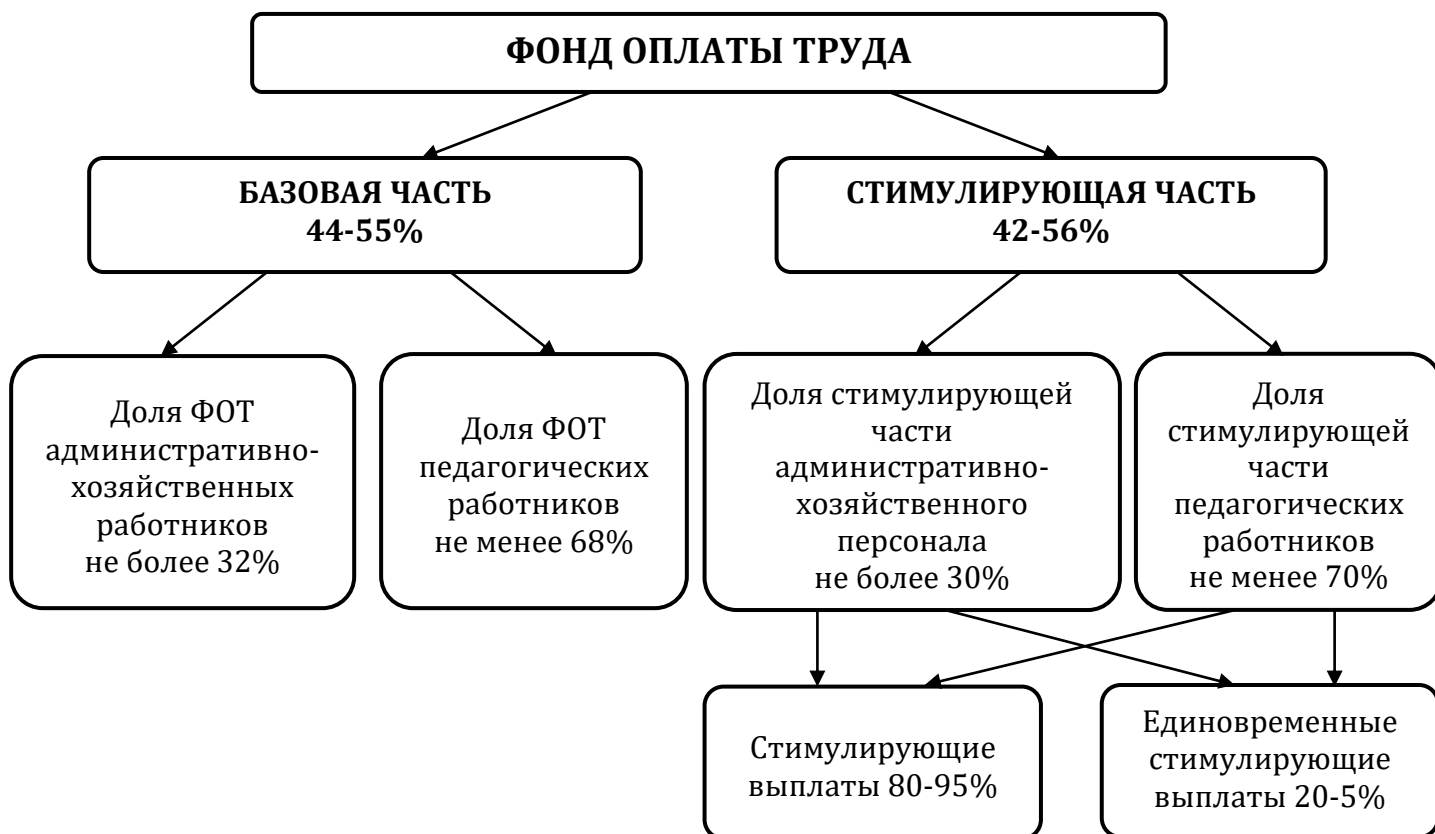 ФОНД ОПЛАТЫ ТРУДА
БАЗОВАЯ ЧАСТЬ
44-55%
СТИМУЛИРУЮЩАЯ ЧАСТЬ
42-56%
Доля ФОТ
административно-
хозяйственных
работников
не более 32%
Доля ФОТ
педагогических
работников
не менее 68%
Доля стимулирующей
части
административно-
хозяйственного
персонала
не более 30%
Доля
стимулирующей
части
педагогических
работников
не менее 70%
Стимулирующие
выплаты 80-95%
Единовременные
стимулирующие
выплаты 20-5%